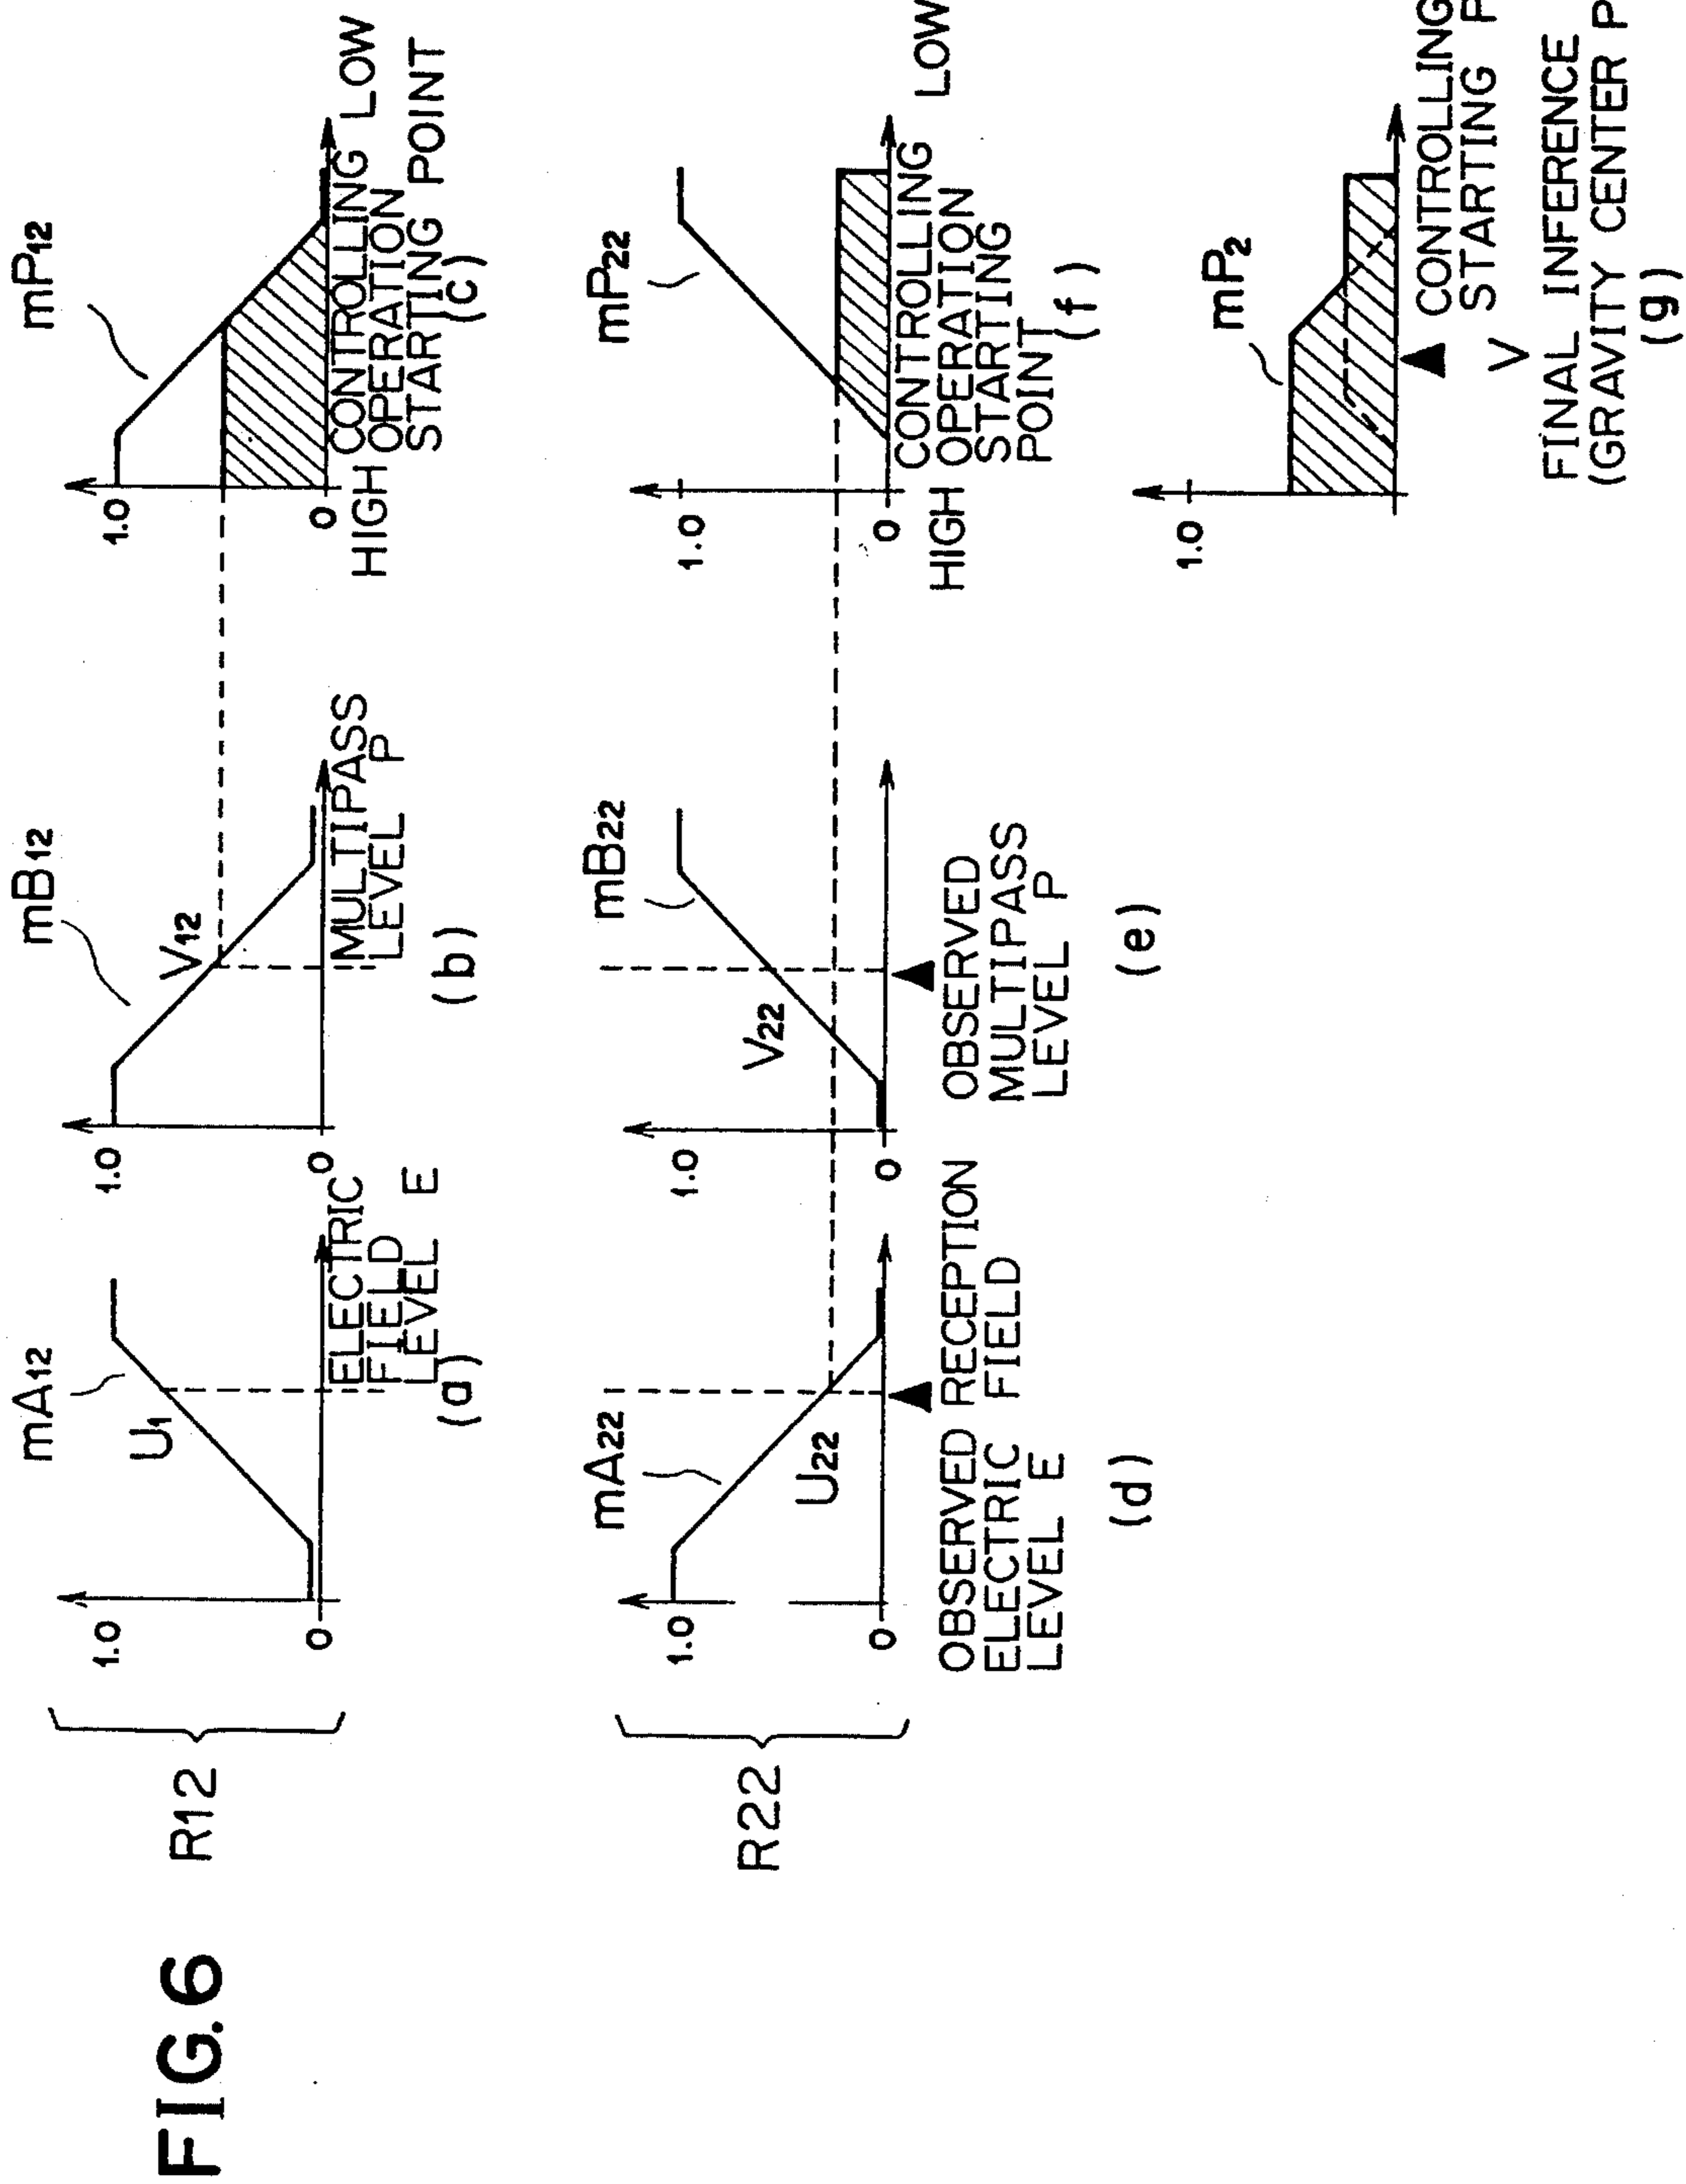 FIG.6
R12
mA12
1.0
U1
0
ELECTRIC
FIELD
LEVEL E
(a)
mB12
1.0
V12
0
MULTIPASS
LEVEL P
(b)
mP12
1.0
0
HIGH
LOW
CONTROLLING
OPERATION
STARTING POINT
(c)
R22
mA22
1.0
U22
0
OBSERVED RECEPTION
ELECTRIC FIELD
LEVEL E
(d)
mB22
1.0
V22
0
OBSERVED
MULTIPASS
LEVEL P
(e)
mP22
1.0
0
HIGH
LOW
CONTROLLING
OPERATION
STARTING
POINT
(f)
mP2
1.0
CONTROLLING
STARTING P
V
FINAL INFERENCE
(GRAVITY CENTER P
(g)